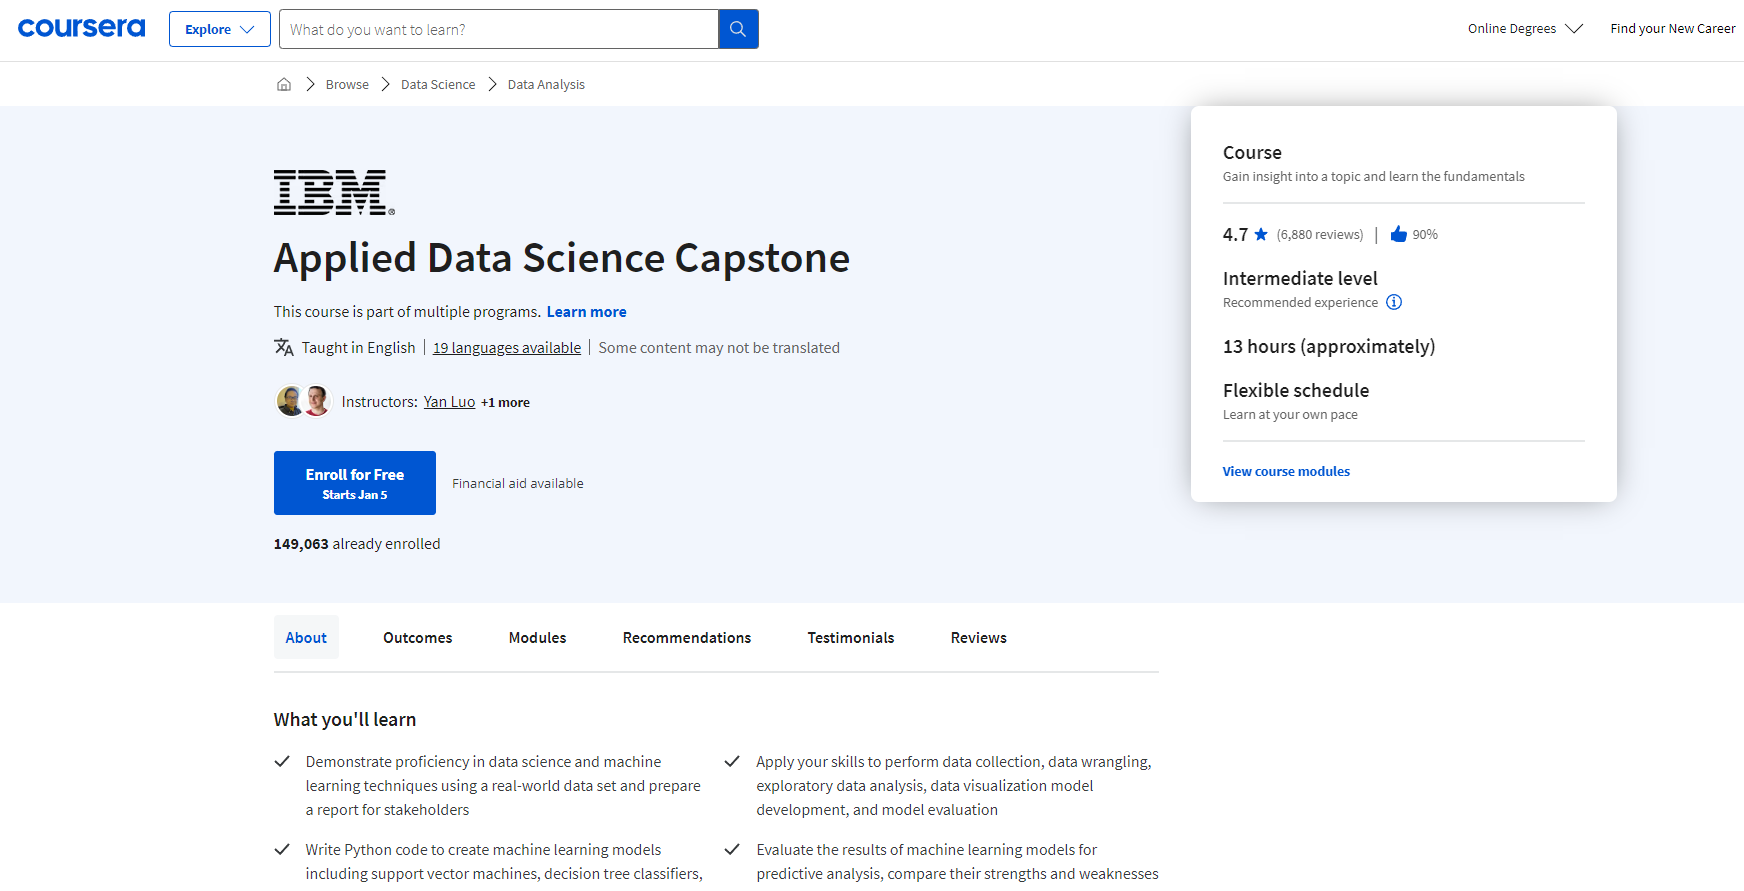 coursera
Explore
What do you want to learn?
Online Degrees
Find your New Career
Browse
Data Science
Data Analysis
IBM®
Applied Data Science Capstone
This course is part of multiple programs. Learn more
Taught in English | 19 languages available | Some content may not be translated
Instructors: Yan Luo +1 more
Enroll for Free
Starts Jan 5
Financial aid available
149,063 already enrolled
Course
Gain insight into a topic and learn the fundamentals
4.7 (6,880 reviews) | 90%
Intermediate level
Recommended experience
13 hours (approximately)
Flexible schedule
Learn at your own pace
View course modules
About
Outcomes
Modules
Recommendations
Testimonials
Reviews
What you'll learn
Demonstrate proficiency in data science and machine
learning techniques using a real-world data set and prepare
a report for stakeholders
Apply your skills to perform data collection, data wrangling,
exploratory data analysis, data visualization model
development, and model evaluation
Write Python code to create machine learning models
including support vector machines, decision tree classifiers,
Evaluate the results of machine learning models for
predictive analysis, compare their strengths and weaknesses